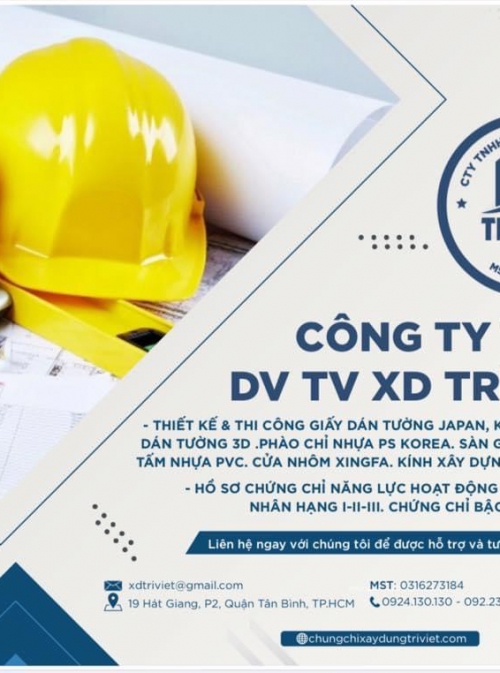 CTY TNHH
MS
CÔNG TY
DV TV XD TR
- THIẾT KẾ & THI CÔNG GIẤY DÁN TƯỜNG JAPAN, K
DÁN TƯỜNG 3D .PHÀO CHỈ NHỰA PS KOREA. SÀN G
TẤM NHỰA PVC. CỬA NHÔM XINGFA. KÍNH XÂY DỰN
- HỒ SƠ CHỨNG CHỈ NĂNG LỰC HOẠT ĐỘNG
NHÂN HẠNG I-II-III. CHỨNG CHỈ BẬC
Liên hệ ngay với chúng tôi để được hỗ trợ và tư
xdtriviet@gmail.com
MST: 0316273184
19 Hát Giang, P2, Quận Tân Bình, TP.HCM
0924.130.130 - 092.23
chungchixaydungtriviet.com